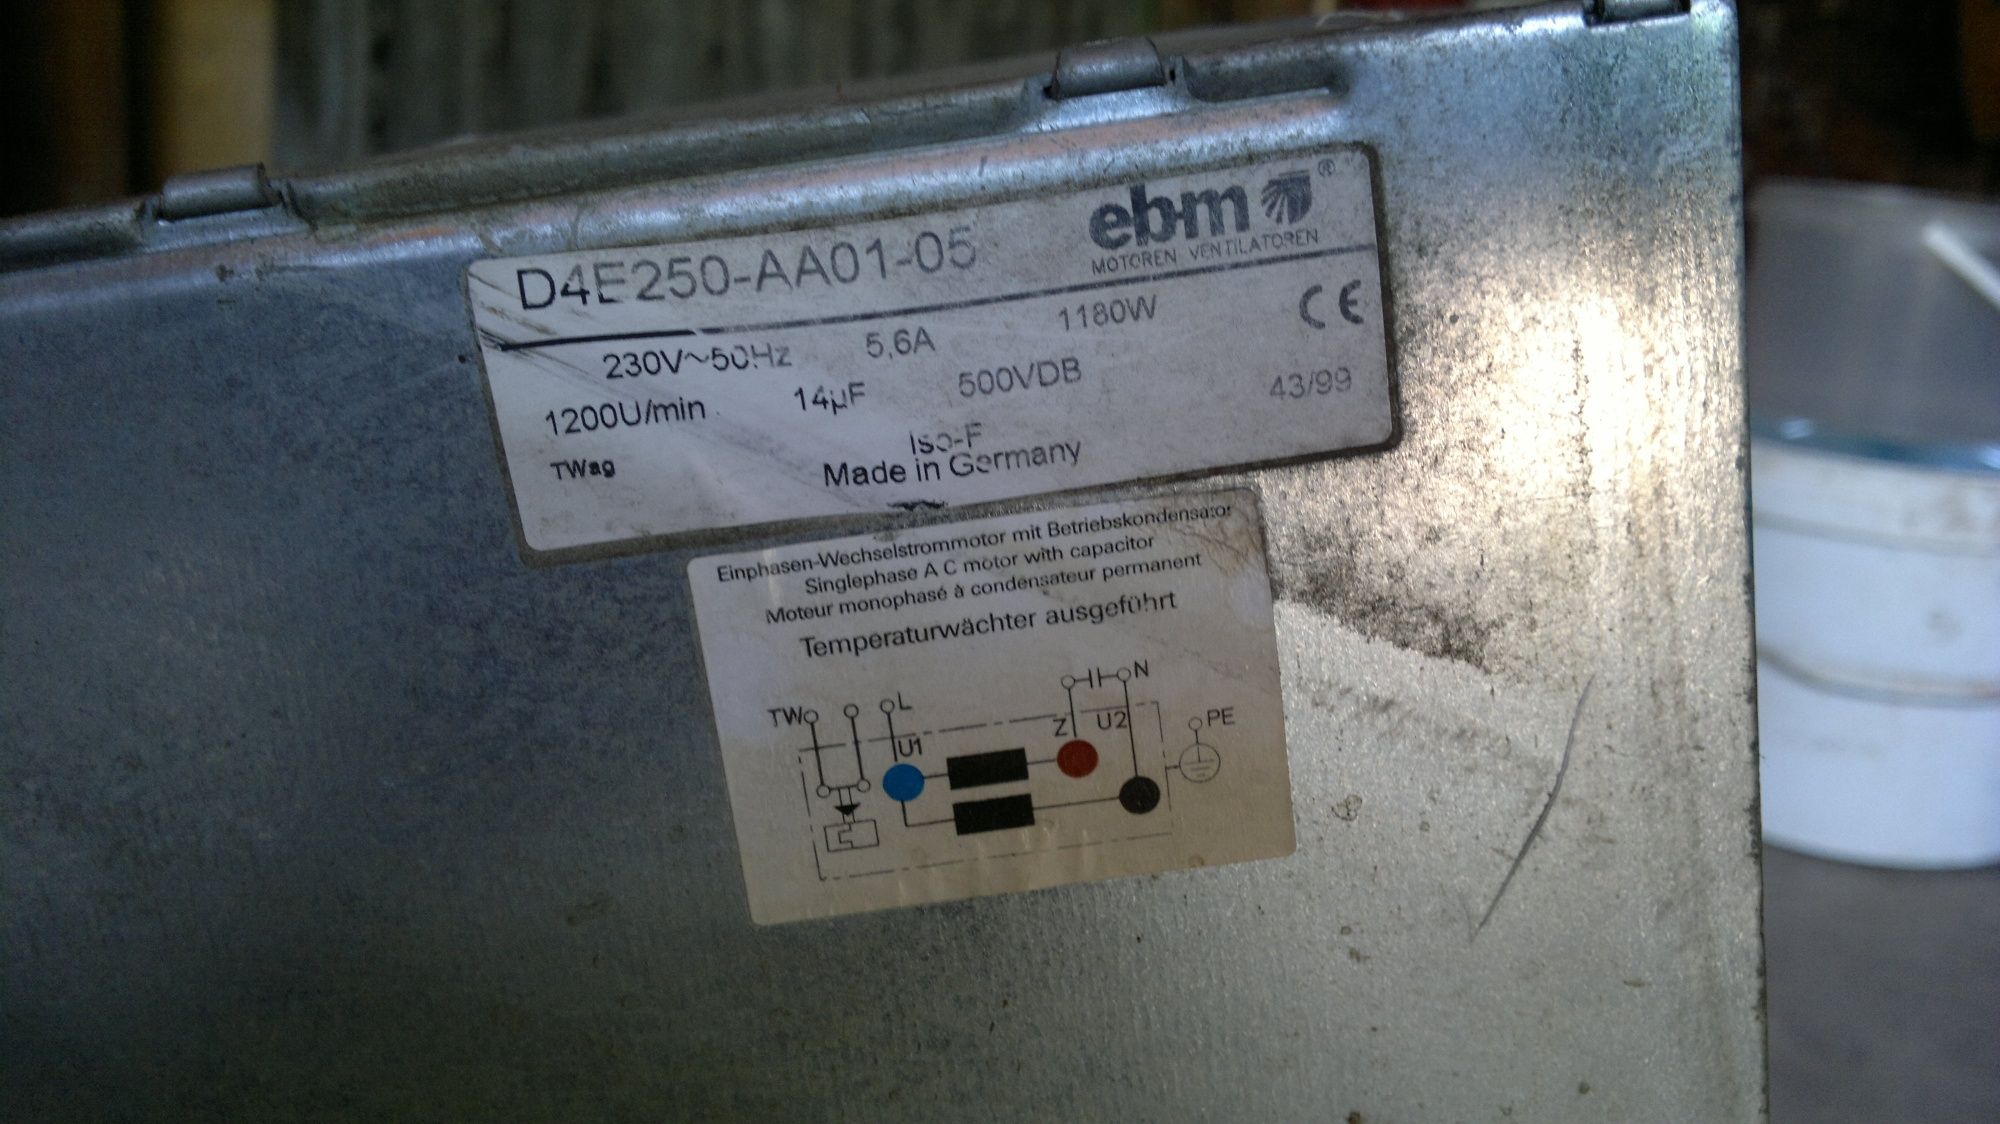 D4E250-AA01-05
ebm ®
MOTOREN VENTILATOREN
230V~50Hz 5,6A 1180W CE
1200U/min 14µF 500VDB 43/99
TWag Iso-F
Made in Germany
Einphasen-Wechselstrommotor mit Betriebskondensator
Singlephase A C motor with capacitor
Moteur monophasé à condensateur permanent
Temperaturwächter ausgeführt
TW L N
U1 Z U2 PE